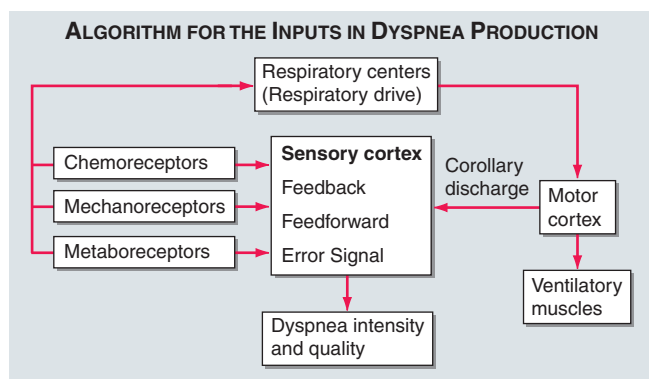 ALGORITHM FOR THE INPUTS IN DYSPNEA PRODUCTION
Respiratory centers
(Respiratory drive)
Chemoreceptors
Mechanoreceptors
Metaboreceptors
Sensory cortex
Feedback
Feedforward
Error Signal
Corollary
discharge
Motor
cortex
Ventilatory
muscles
Dyspnea intensity
and quality